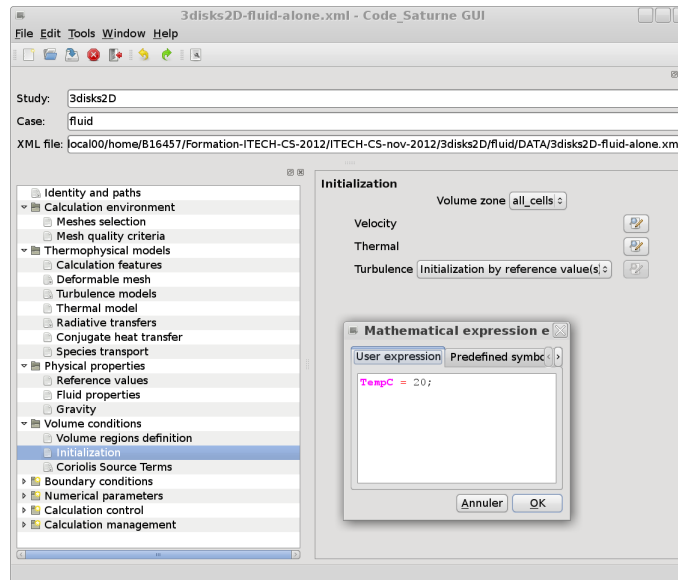 3disks2D-fluid-alone.xml - Code_Saturne GUI
File Edit Tools Window Help
Study: 3disks2D
Case: fluid
XML file: local00/home/B16457/Formation-ITECH-CS-2012/ITECH-CS-nov-2012/3disks2D/fluid/DATA/3disks2D-fluid-alone.xm
Identity and paths
Calculation environment
Meshes selection
Mesh quality criteria
Thermophysical models
Calculation features
Deformable mesh
Turbulence models
Thermal model
Radiative transfers
Conjugate heat transfer
Species transport
Physical properties
Reference values
Fluid properties
Gravity
Volume conditions
Volume regions definition
Initialization
Coriolis Source Terms
Boundary conditions
Numerical parameters
Calculation control
Calculation management
Initialization
Volume zone all_cells
Velocity
Thermal
Turbulence Initialization by reference value(s)
Mathematical expression e
User expression Predefined symbo
TempC = 20;
Annuler OK